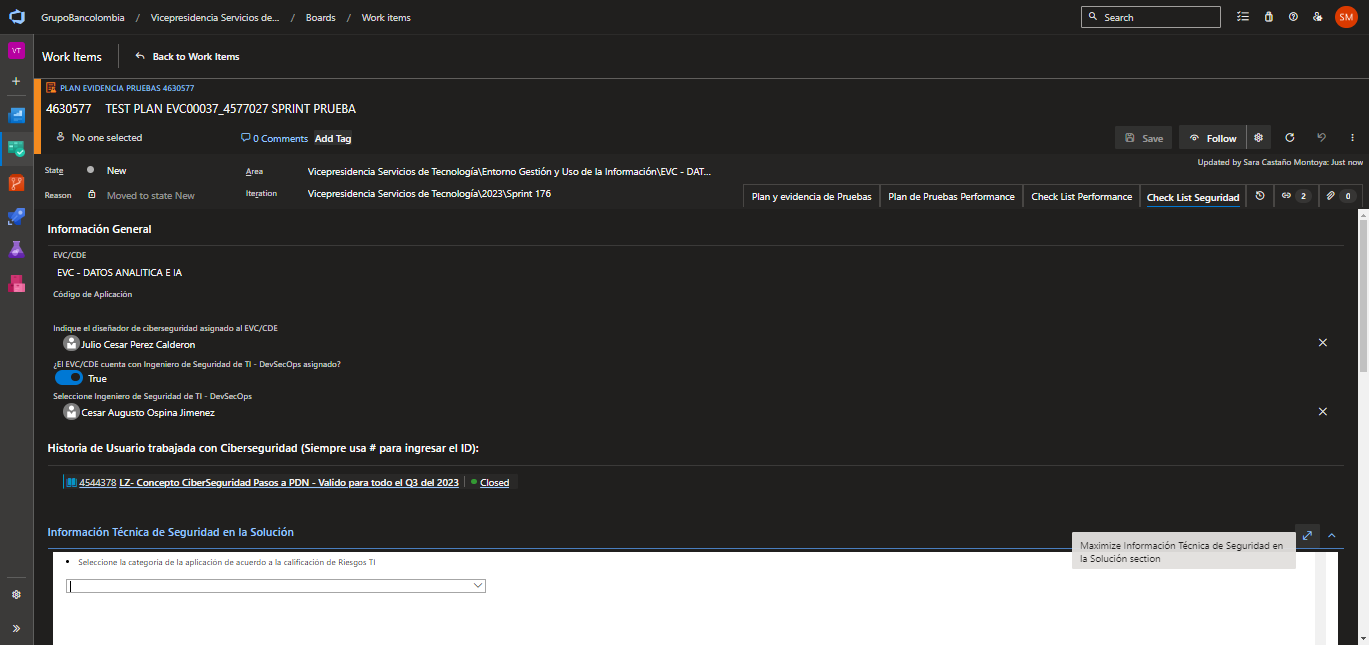 GrupoBancolombia / Vicepresidencia Servicios de... / Boards / Work items
Search
SM
VT
Work Items
Back to Work Items
PLAN EVIDENCIA PRUEBAS 4630577
4630577 TEST PLAN EVC00037_4577027 SPRINT PRUEBA
No one selected
0 Comments
Add Tag
Save
Follow
Updated by Sara Castaño Montoya: Just now
State New
Area Vicepresidencia Servicios de Tecnología\Entorno Gestión y Uso de la Información\EVC - DAT...
Reason Moved to state New
Iteration Vicepresidencia Servicios de Tecnología\2023\Sprint 176
Plan y evidencia de Pruebas
Plan de Pruebas Performance
Check List Performance
Check List Seguridad
2
0
Información General
EVC/CDE
EVC - DATOS ANALITICA E IA
Código de Aplicación
Indique el diseñador de ciberseguridad asignado al EVC/CDE
Julio Cesar Perez Calderon
¿El EVC/CDE cuenta con Ingeniero de Seguridad de TI - DevSecOps asignado?
True
Seleccione Ingeniero de Seguridad de TI - DevSecOps
Cesar Augusto Ospina Jimenez
Historia de Usuario trabajada con Ciberseguridad (Siempre usa # para ingresar el ID):
4544378 LZ- Concepto CiberSeguridad Pasos a PDN - Valido para todo el Q3 del 2023 Closed
Información Técnica de Seguridad en la Solución
Maximize Información Técnica de Seguridad en
la Solución section
• Seleccione la categoria de la aplicación de acuerdo a la calificación de Riesgos TI